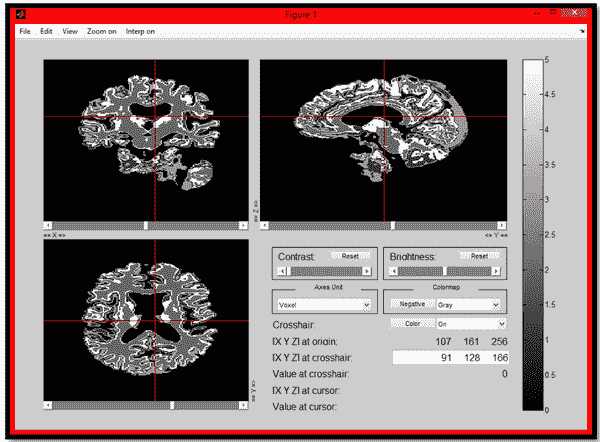 Figure 1
File Edit View Zoom on Interp on
5
4.5
4
3.5
3
2.5
2
1.5
1
0.5
0
<< Z >>
<< X >>
<< Y >>
<< Y >>
Contrast: Reset
Brightness: Reset
Axes Unit
Voxel
Colormap
Negative Gray
Crosshair: Color On
[X Y Z] at origin: 107 161 256
[X Y Z] at crosshair: 91 128 166
Value at crosshair: 0
[X Y Z] at cursor:
Value at cursor: